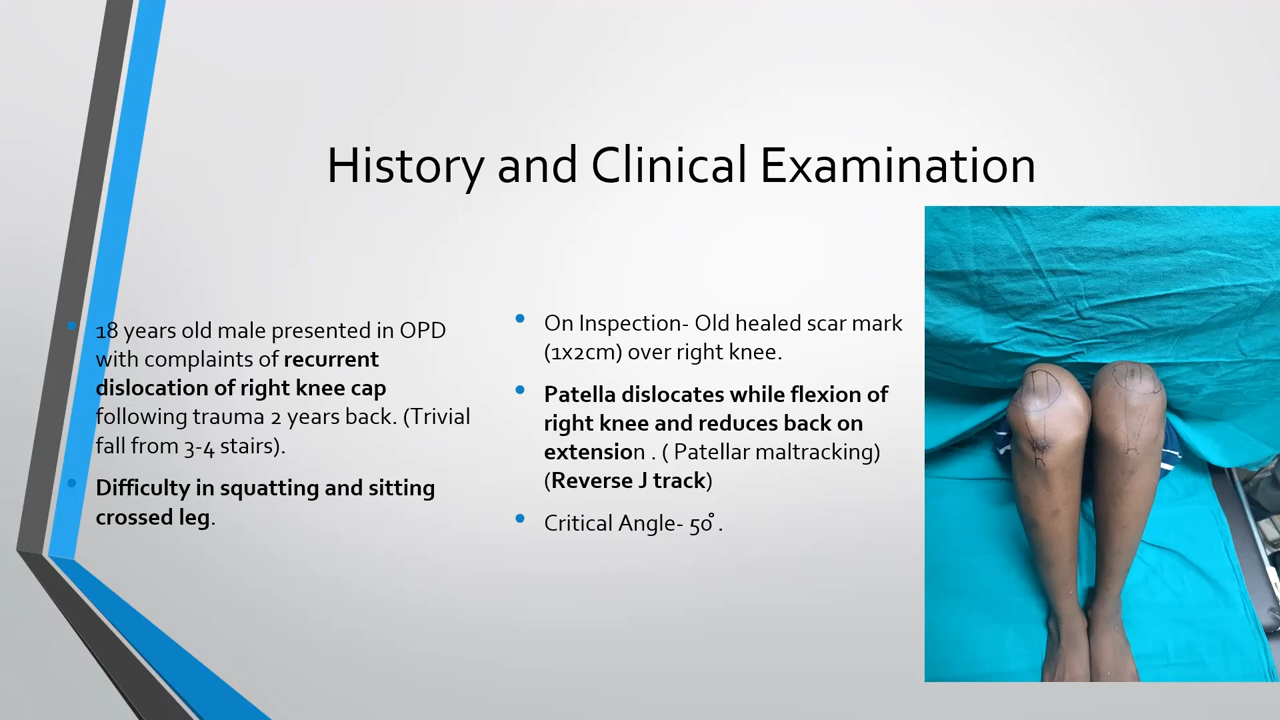 History and Clinical Examination
18 years old male presented in OPD
with complaints of recurrent
dislocation of right knee cap
following trauma 2 years back. (Trivial
fall from 3-4 stairs).
Difficulty in squatting and sitting
crossed leg.
On Inspection- Old healed scar mark
(1x2cm) over right knee.
Patella dislocates while flexion of
right knee and reduces back on
extension . ( Patellar maltracking)
(Reverse J track)
Critical Angle- 50° .